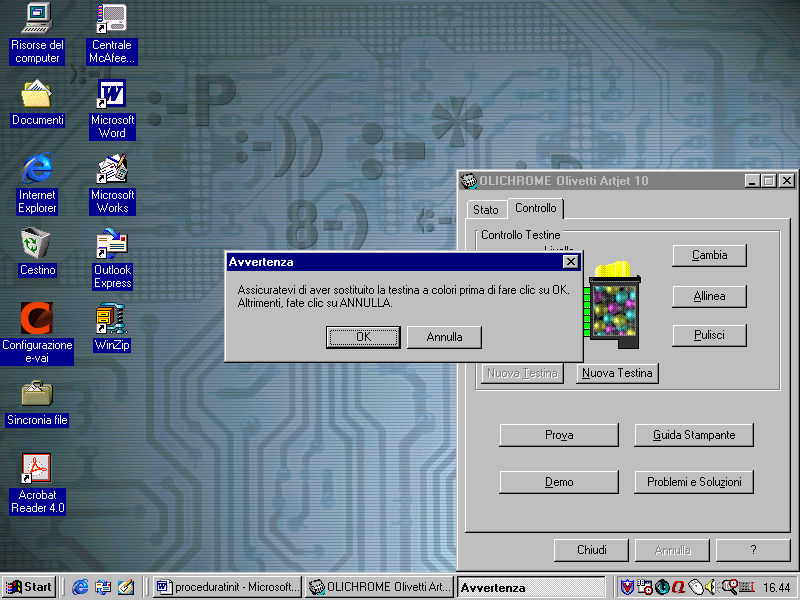 Risorse del
computer
Centrale
McAfee...
Documenti
Microsoft
Word
Internet
Explorer
Microsoft
Works
Cestino
Outlook
Express
Configurazione
e-vai
WinZip
Sincronia file
Acrobat
Reader 4.0
:-P
:-))
:-*
8-)
OLICHROME Olivetti Artjet 10
Stato
Controllo
Controllo Testine
Livello
Cambia
Allinea
Pulisci
Nuova Testina
Nuova Testina
Prova
Guida Stampante
Demo
Problemi e Soluzioni
Chiudi
Annulla
?
Avvertenza
Assicuratevi di aver sostituito la testina a colori prima di fare clic su OK.
Altrimenti, fate clic su ANNULLA.
OK
Annulla
Start
proceduratinit - Microsoft...
OLICHROME Olivetti Art...
Avvertenza
16.44